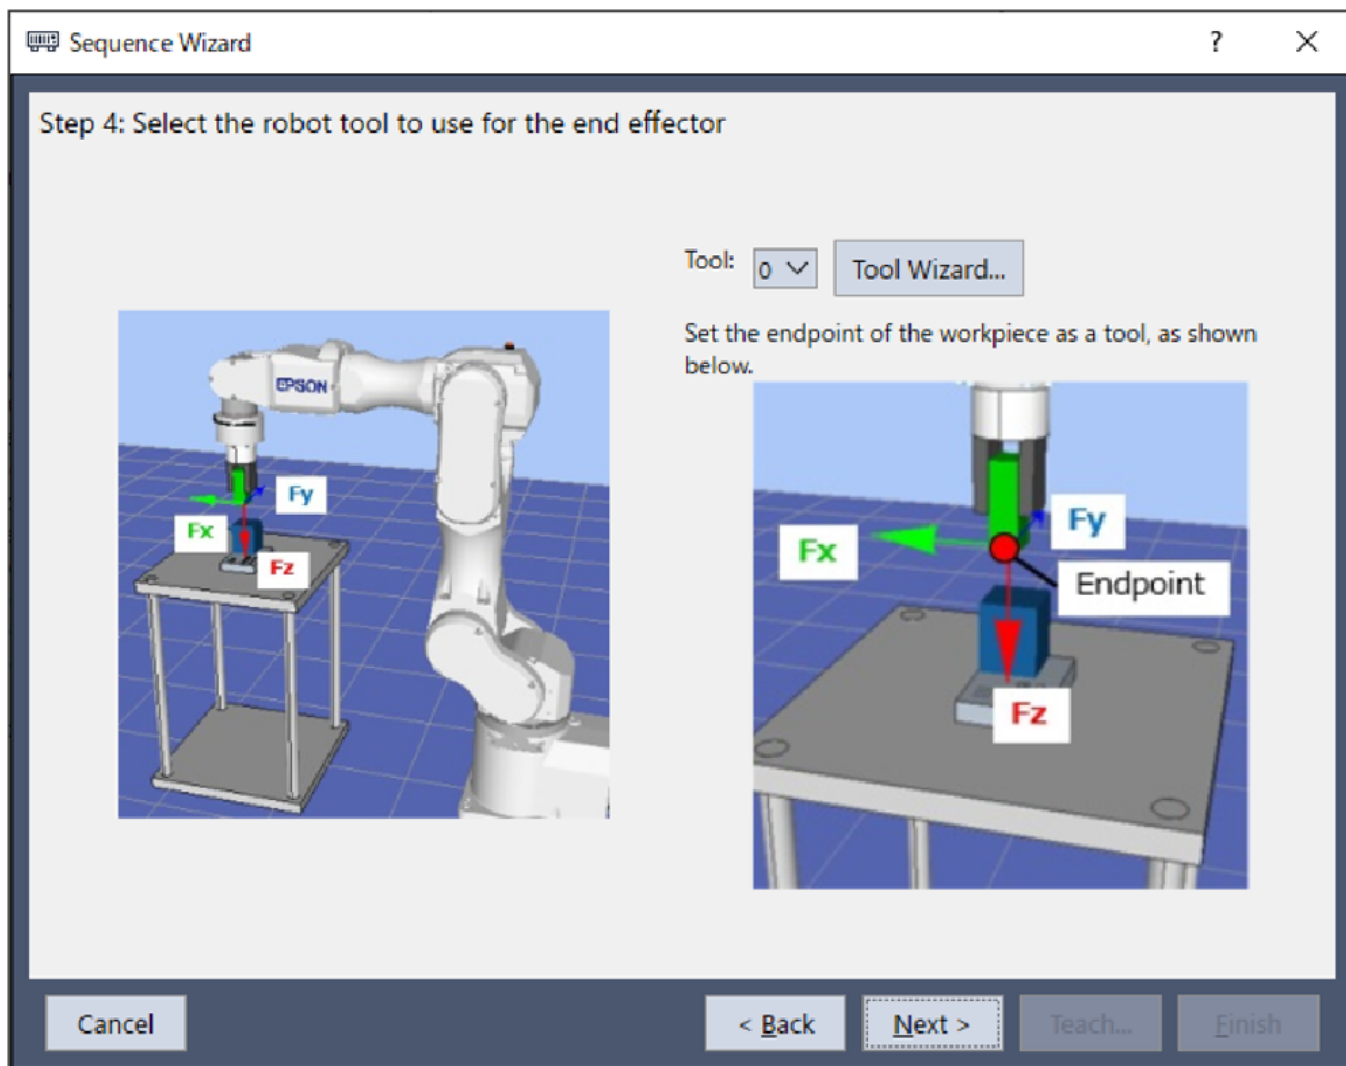 Sequence Wizard
?
Step 4: Select the robot tool to use for the end effector
Tool:
0
Tool Wizard...
Set the endpoint of the workpiece as a tool, as shown
below.
EPSON
Fy
Fx
Fz
Fy
Fx
Endpoint
Fz
Cancel
< Back
Next >
Teach...
Finish